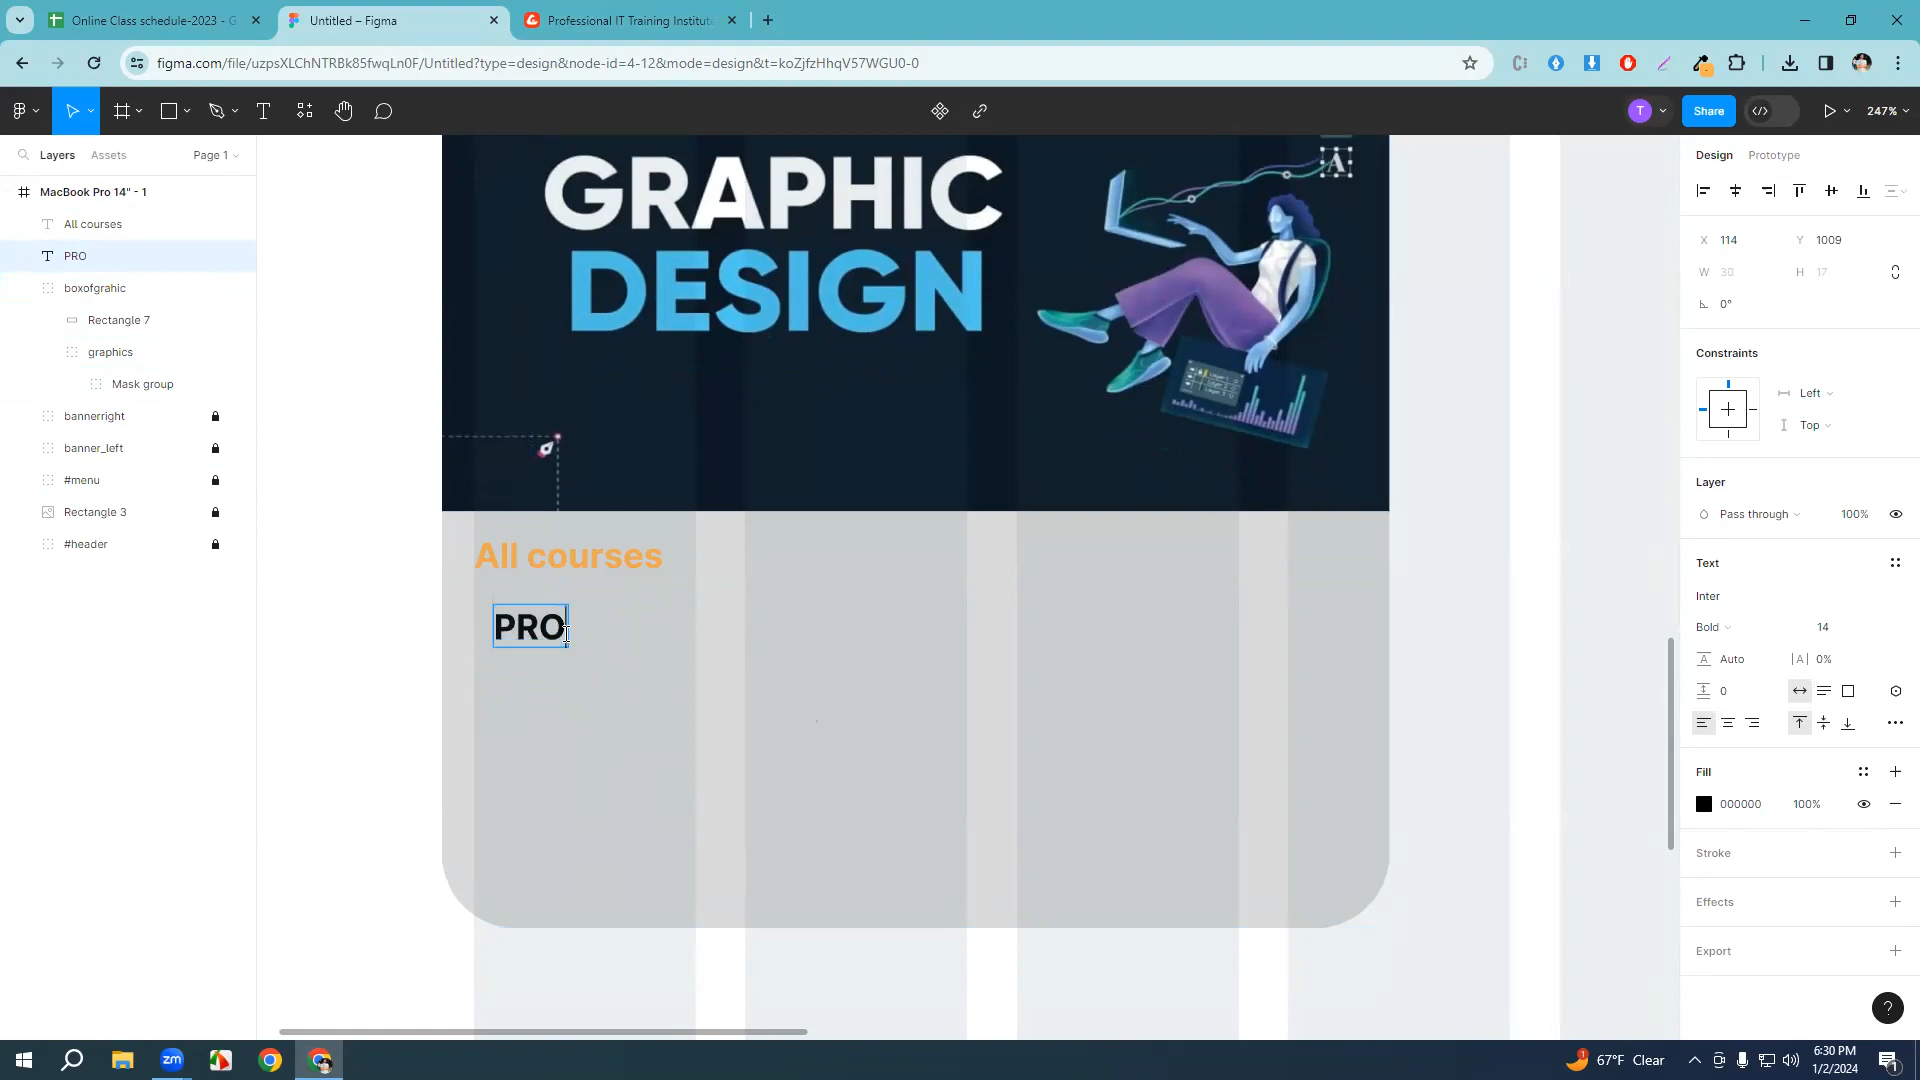 Online Class schedule-2023 - G
Untitled – Figma
Professional IT Training Institute
figma.com/file/uzpsXLChNTRBk85fwqLn0F/Untitled?type=design&node-id=4-12&mode=design&t=koZjfzHhqV57WGU0-0
T
Share
247%
Layers
Assets
Page 1
MacBook Pro 14" - 1
All courses
PRO
boxofgrahic
Rectangle 7
graphics
Mask group
bannerright
banner_left
#menu
Rectangle 3
#header
GRAPHIC
DESIGN
A
All courses
PRO
Design
Prototype
X 114
Y 1009
W 30
H 17
0°
Constraints
Left
Top
Layer
Pass through
100%
Text
Inter
Bold
14
Auto
0%
0
Fill
000000
100%
Stroke
Effects
Export
?
zm
67°F Clear
6:30 PM
1/2/2024
1